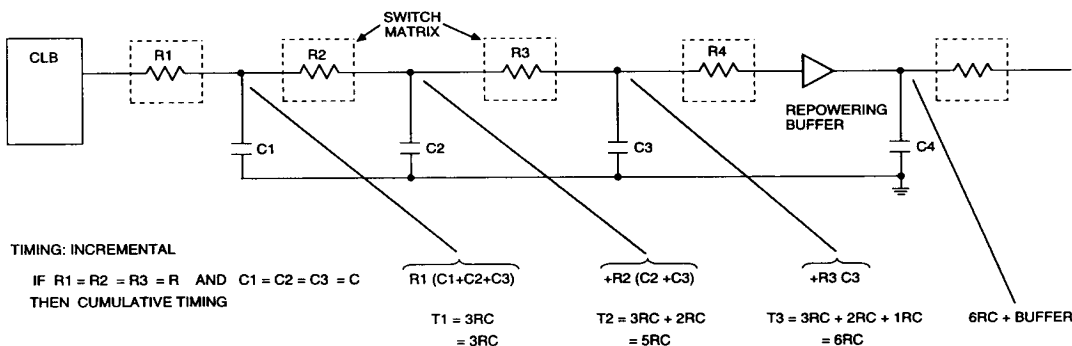 SWITCH
MATRIX
CLB
R1
R2
R3
R4
REPOWERING
BUFFER
C1
C2
C3
C4
TIMING: INCREMENTAL
IF R1 = R2 = R3 = R AND C1 = C2 = C3 = C
THEN CUMULATIVE TIMING
R1 (C1+C2+C3)
+R2 (C2 +C3)
+R3 C3
T1 = 3RC
= 3RC
T2 = 3RC + 2RC
= 5RC
T3 = 3RC + 2RC + 1RC
= 6RC
6RC + BUFFER